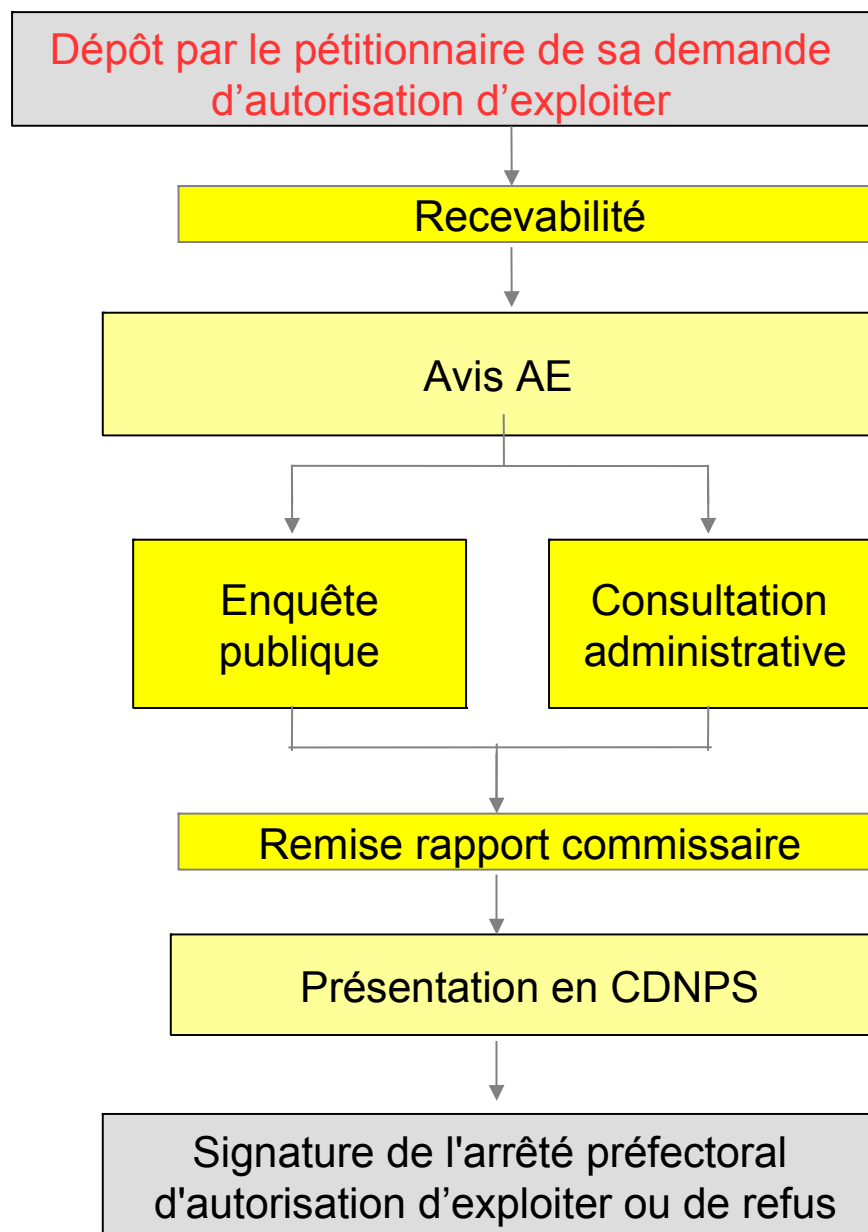 Dépôt par le pétitionnaire de sa demande
d’autorisation d’exploiter
Recevabilité
Avis AE
Enquête
publique
Consultation
administrative
Remise rapport commissaire
Présentation en CDNPS
Signature de l'arrêté préfectoral
d'autorisation d’exploiter ou de refus